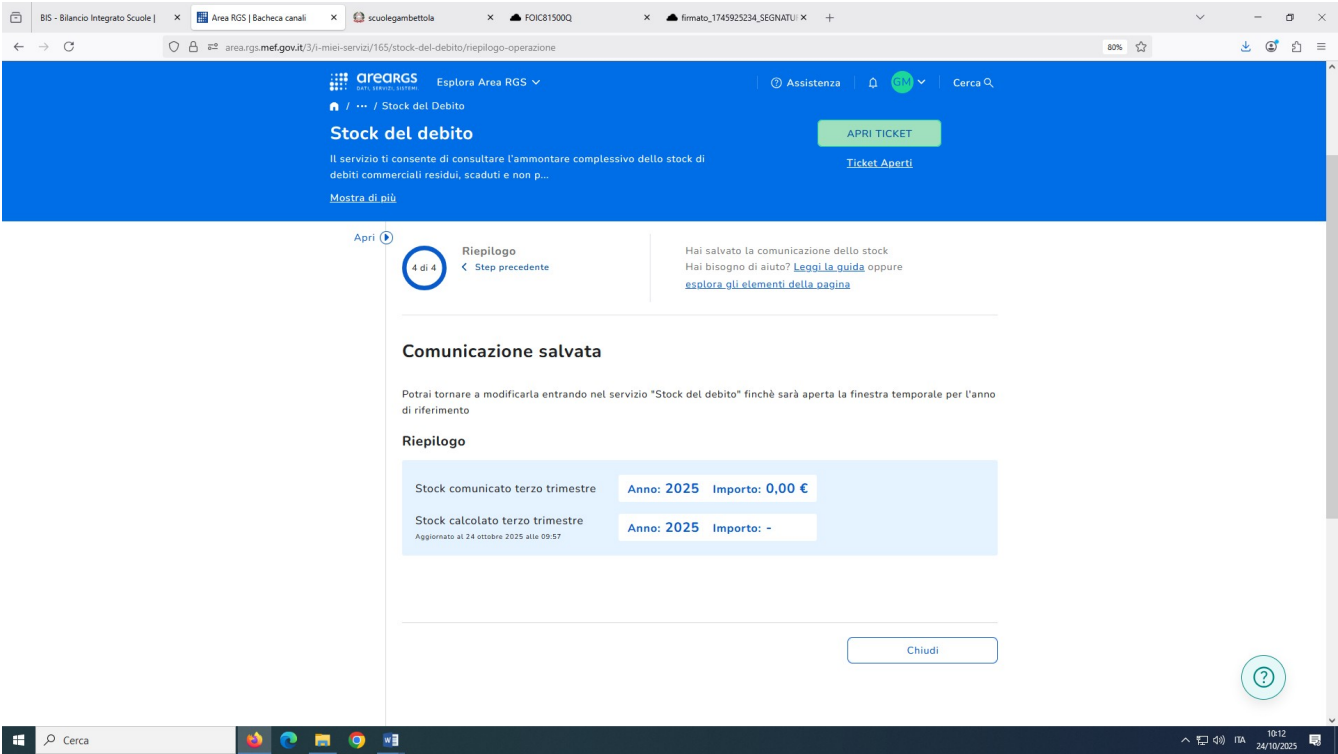 BIS - Bilancio Integrato Scuole |
Area RGS | Bacheca canali
scuolegambettola
FOIC81500Q
firmato_1745925234_SEGNATU
area.rgs.mef.gov.it/3/i-miei-servizi/165/stock-del-debito/riepilogo-operazione
80%
areaRGS
DATI, SERVIZI, SISTEMI
Esplora Area RGS
Assistenza
GM
Cerca
/ ··· / Stock del Debito
Stock del debito
APRI TICKET
Il servizio ti consente di consultare l'ammontare complessivo dello stock di
debiti commerciali residui, scaduti e non p...
Ticket Aperti
Mostra di più
Apri
4 di 4
Riepilogo
Step precedente
Hai salvato la comunicazione dello stock
Hai bisogno di aiuto? Leggi la guida oppure
esplora gli elementi della pagina
Comunicazione salvata
Potrai tornare a modificarla entrando nel servizio "Stock del debito" finchè sarà aperta la finestra temporale per l'anno
di riferimento
Riepilogo
Stock comunicato terzo trimestre
Anno: 2025 Importo: 0,00 €
Stock calcolato terzo trimestre
Aggiornato al 24 ottobre 2025 alle 09:57
Anno: 2025 Importo: -
Chiudi
Cerca
ITA
10:12
24/10/2025